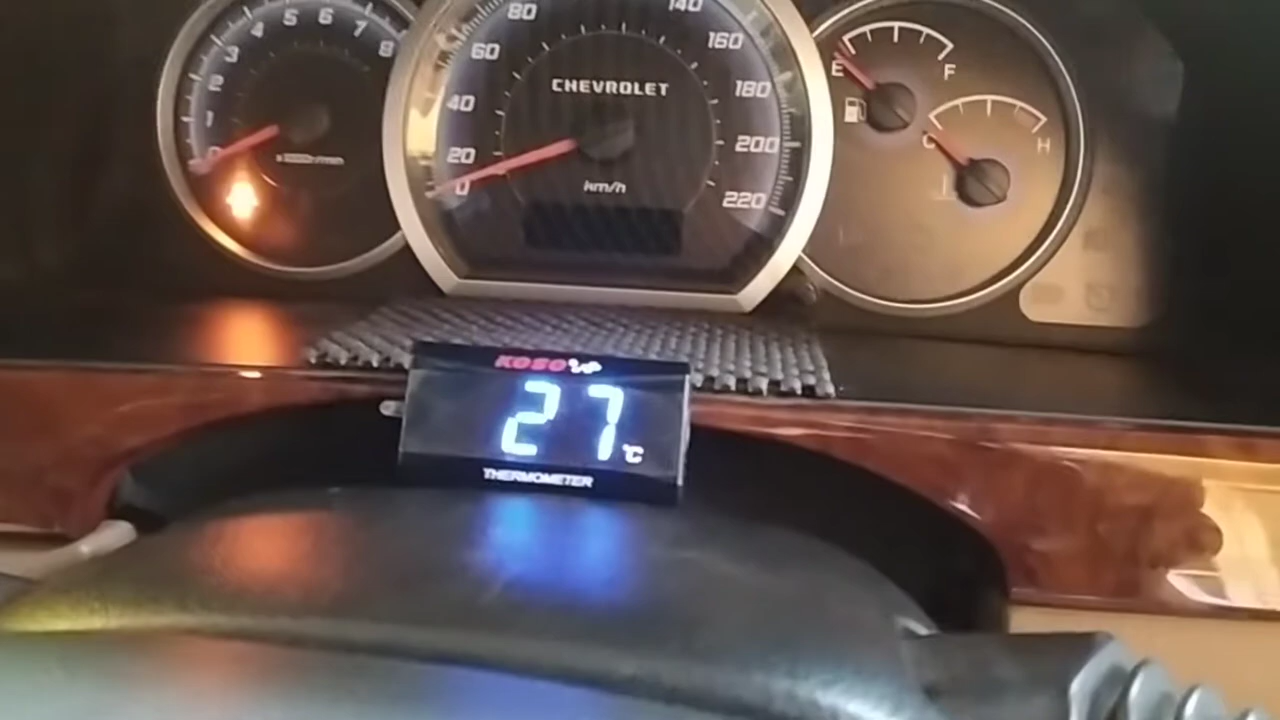 1
2
3
4
5
6
7
8
x1000r/min
0
20
40
60
80
140
160
180
200
220
CHEVROLET
km/h
E
F
C
H
KOSO
27
°C
THERMOMETER